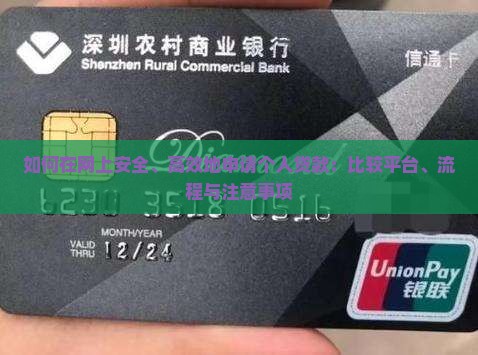 深圳农村商业银行
Shenzhen Rural Commercial Bank
信通卡
如何在网上安全、高效地申请个人贷款：比较平台、流
程与注意事项
MONTH/YEAR
VALID
THRU 12/24
UnionPay
银联